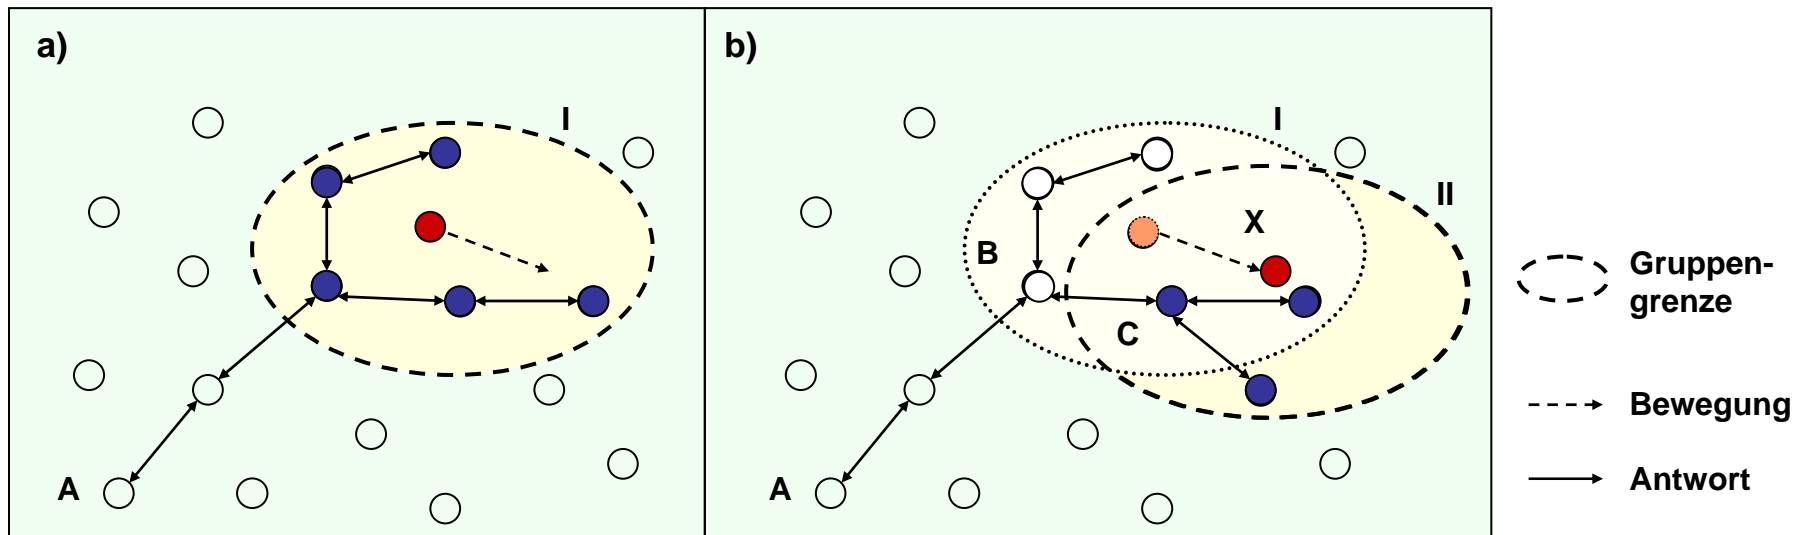 a)
I
A
b)
I
II
X
B
C
A
Gruppen-
grenze
Bewegung
Antwort